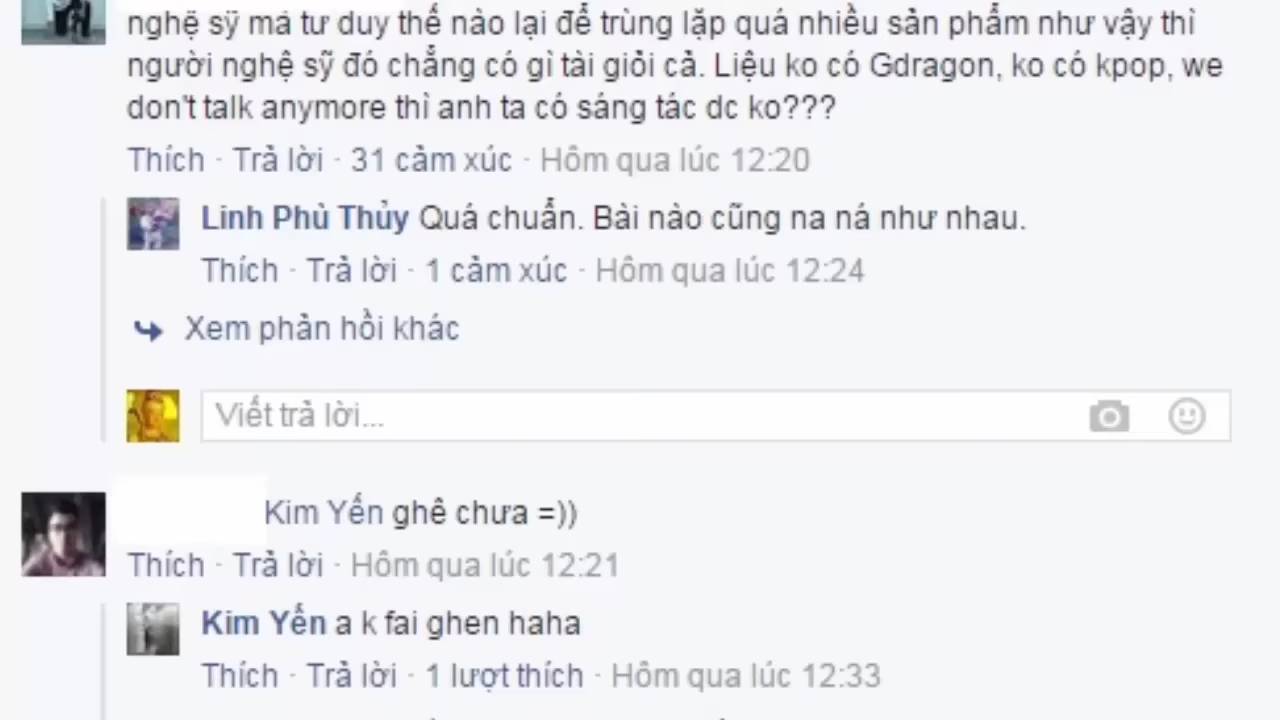 nghệ sỹ mà tư duy thế nào lại để trùng lặp quá nhiều sản phẩm như vậy thì
người nghệ sỹ đó chẳng có gì tài giỏi cả. Liệu ko có Gdragon, ko có kpop, we
don't talk anymore thì anh ta có sáng tác dc ko???
Thích · Trả lời · 31 cảm xúc · Hôm qua lúc 12:20
Linh Phù Thủy Quá chuẩn. Bài nào cũng na ná như nhau.
Thích · Trả lời · 1 cảm xúc · Hôm qua lúc 12:24
Xem phản hồi khác
Viết trả lời...
Kim Yến ghê chưa =))
Thích · Trả lời · Hôm qua lúc 12:21
Kim Yến a k fai ghen haha
Thích · Trả lời · 1 lượt thích · Hôm qua lúc 12:33